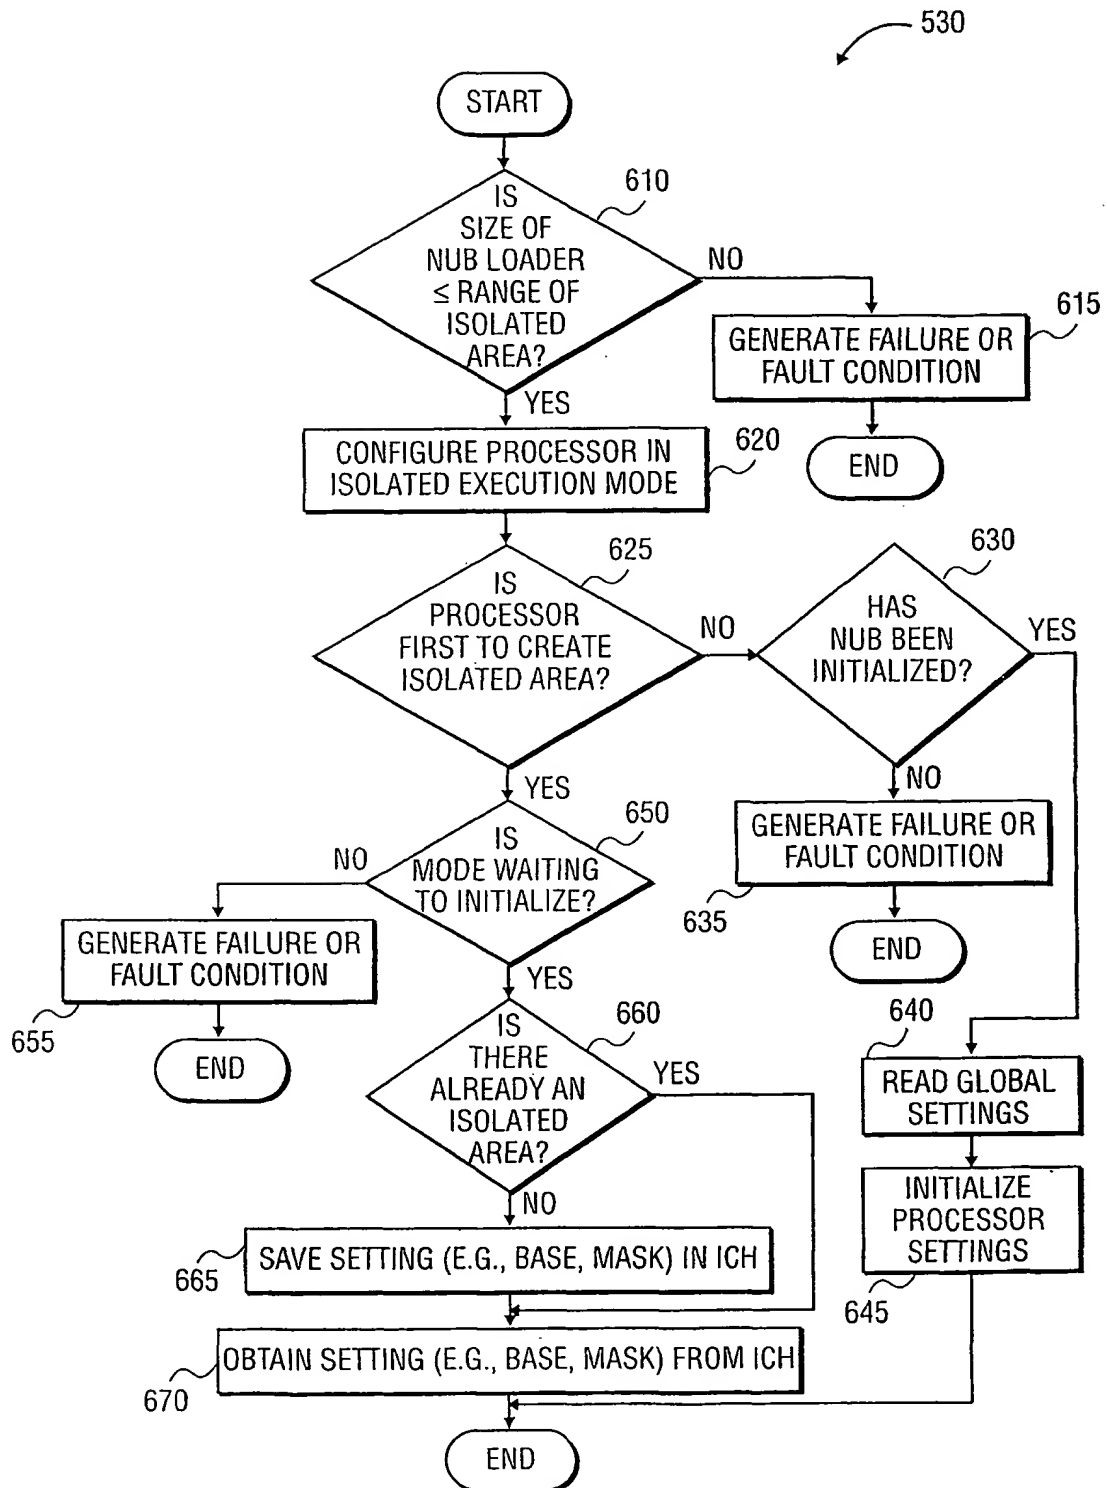 530
START
610
IS
SIZE OF
NUB LOADER
≤ RANGE OF
ISOLATED
AREA?
NO
615
GENERATE FAILURE OR
FAULT CONDITION
END
YES
CONFIGURE PROCESSOR IN
ISOLATED EXECUTION MODE
620
625
IS
PROCESSOR
FIRST TO CREATE
ISOLATED AREA?
NO
630
HAS
NUB BEEN
INITIALIZED?
YES
NO
GENERATE FAILURE OR
FAULT CONDITION
635
END
YES
650
IS
MODE WAITING
TO INITIALIZE?
NO
GENERATE FAILURE OR
FAULT CONDITION
655
END
YES
660
IS
THERE
ALREADY AN
ISOLATED
AREA?
YES
640
READ GLOBAL
SETTINGS
INITIALIZE
PROCESSOR
SETTINGS
645
NO
SAVE SETTING (E.G., BASE, MASK) IN ICH
665
OBTAIN SETTING (E.G., BASE, MASK) FROM ICH
670
END